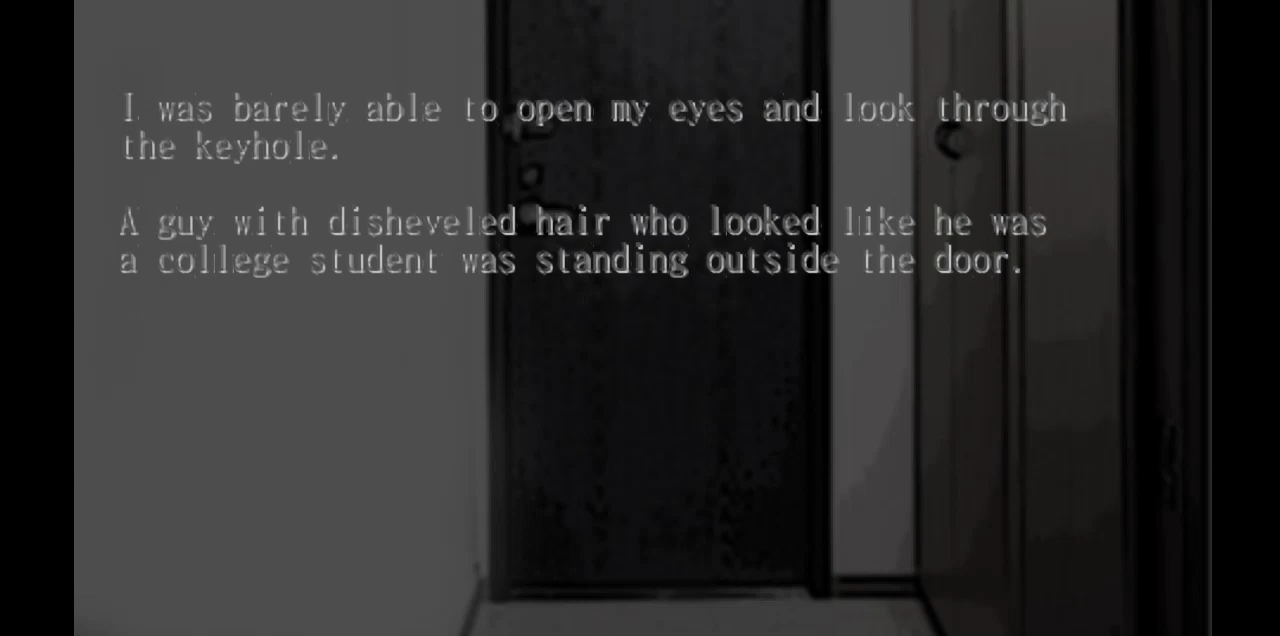 I was barely able to open my eyes and look through
the keyhole.
A guy with disheveled hair who looked like he was
a college student was standing outside the door.